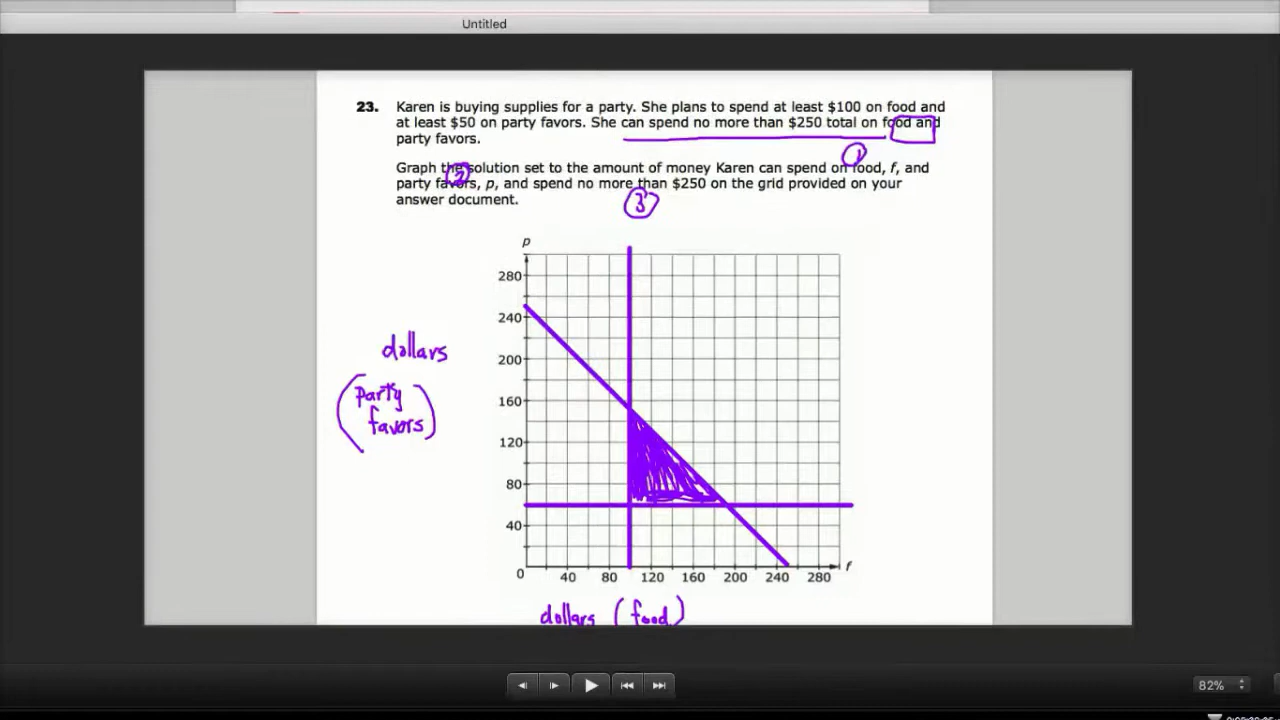 Untitled
23. Karen is buying supplies for a party. She plans to spend at least $100 on food and
at least $50 on party favors. She can spend no more than $250 total on food and
party favors.
1
Graph the solution set to the amount of money Karen can spend on food, f, and
2
party favors, p, and spend no more than $250 on the grid provided on your
answer document.
3
p
280
240
200
160
120
80
40
0
40 80 120 160 200 240 280
f
dollars
(party
favors)
dollars (food)
82%